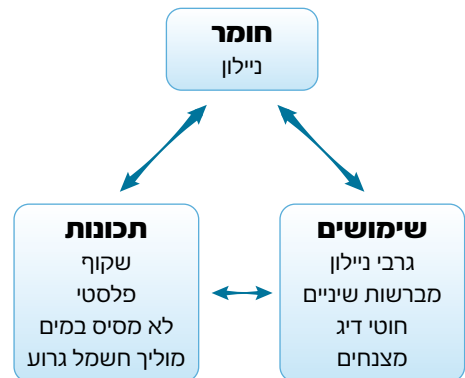 חומר
ניילון
שימושים
גרבי ניילון
מברשות שיניים
חוטי דיג
מצנחים
תכונות
שקוף
פלסטי
לא מסיס במים
מוליך חשמל גרוע